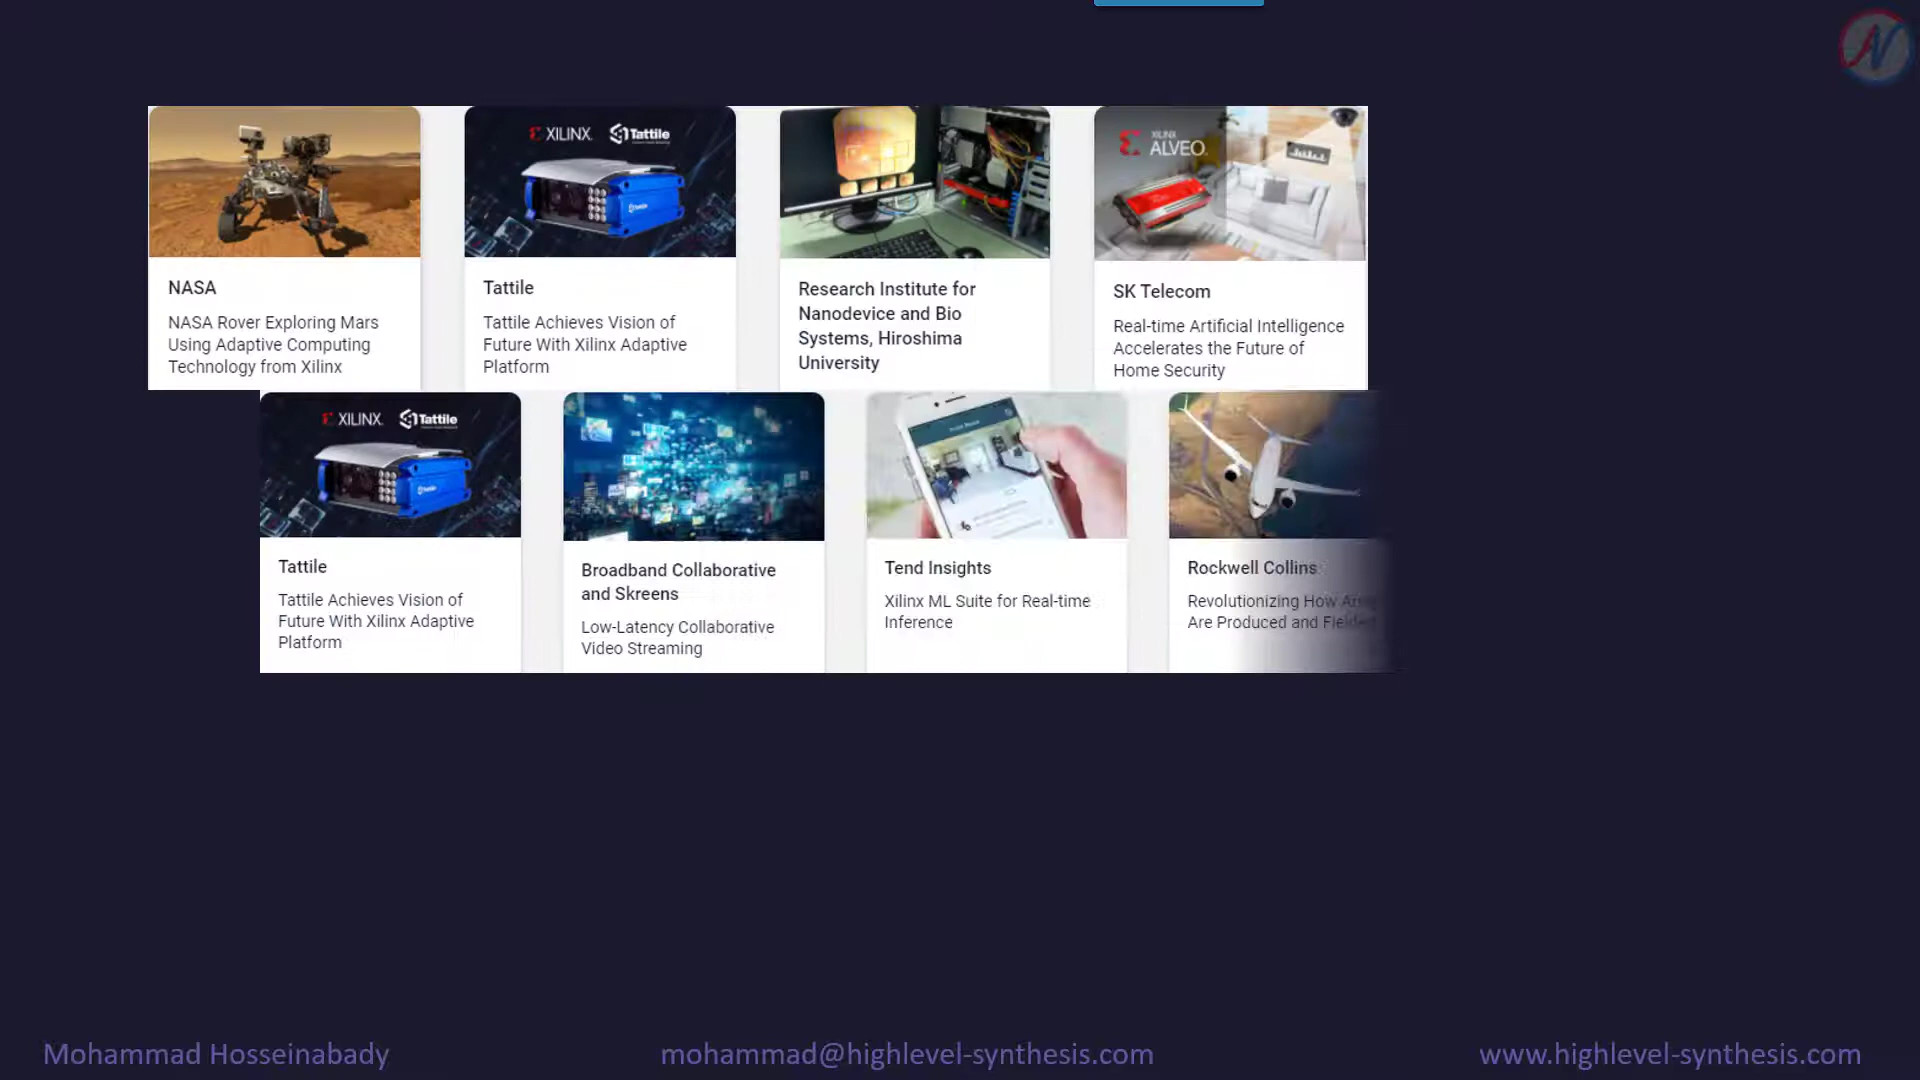 XILINX. Tattile
XILINX
ALVEO.
NASA
NASA Rover Exploring Mars
Using Adaptive Computing
Technology from Xilinx
Tattile
Tattile Achieves Vision of
Future With Xilinx Adaptive
Platform
Research Institute for
Nanodevice and Bio
Systems, Hiroshima
University
SK Telecom
Real-time Artificial Intelligence
Accelerates the Future of
Home Security
XILINX. Tattile
Tattile
Tattile Achieves Vision of
Future With Xilinx Adaptive
Platform
Broadband Collaborative
and Skreens
Low-Latency Collaborative
Video Streaming
Tend Insights
Xilinx ML Suite for Real-time
Inference
Rockwell Collins
Revolutionizing How
Are Produced and Fielded
Mohammad Hosseinabady
mohammad@highlevel-synthesis.com
www.highlevel-synthesis.com